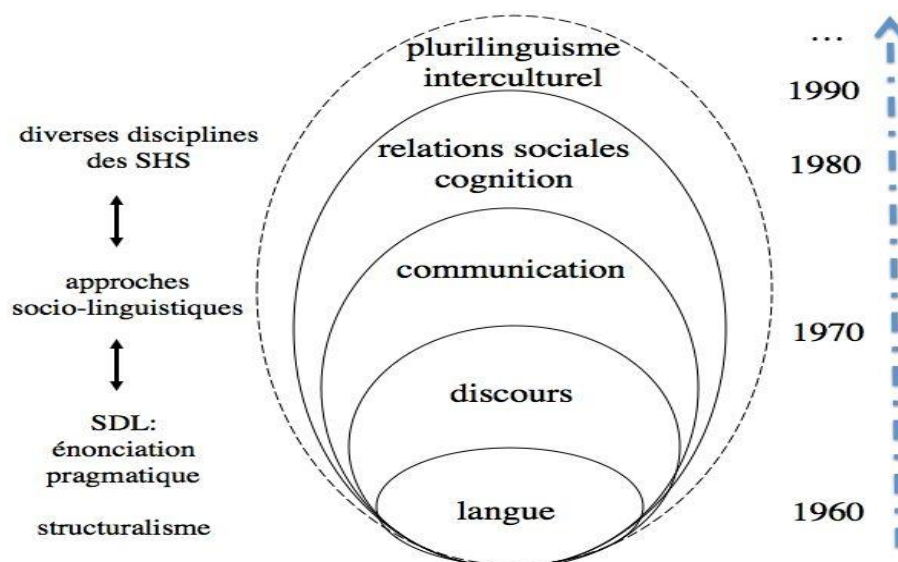 diverses disciplines
des SHS
approches
socio-linguistiques
SDL:
énonciation
pragmatique
structuralisme
plurilinguisme
interculturel
relations sociales
cognition
communication
discours
langue
...
1990
1980
1970
1960